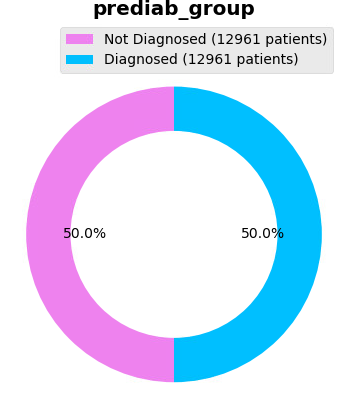 prediab_group
Not Diagnosed (12961 patients)
Diagnosed (12961 patients)
50.0% 50.0%